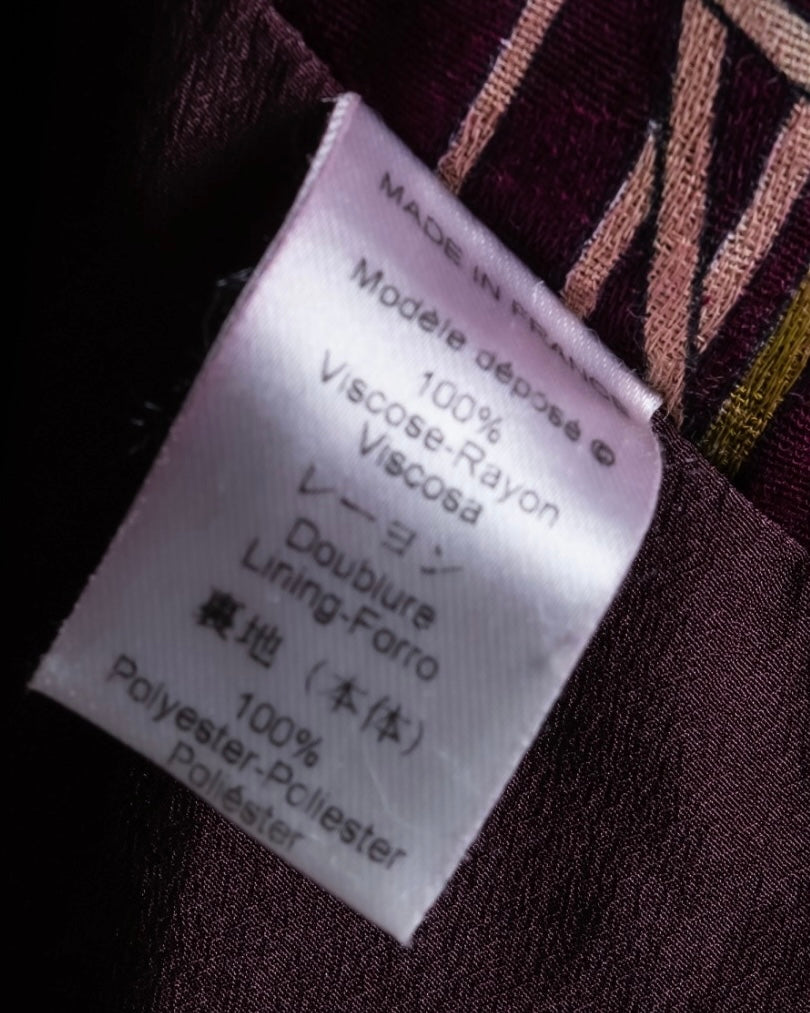 MADE IN FRANCE
Modèle déposé ©
100%
Viscose-Rayon
Viscosa
レーヨン
Doublure
Lining-Forro
裏地 (本体)
100%
Polyester-Poliester
Poliéster